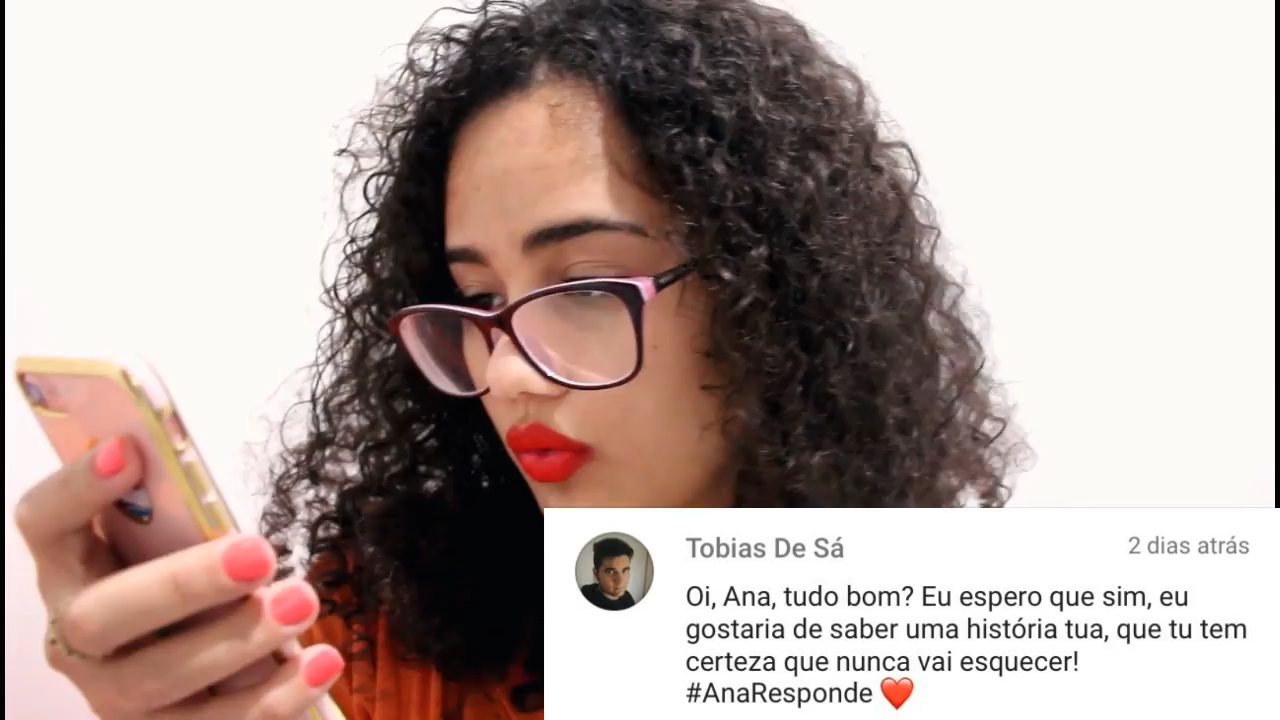 Tobias De Sá
2 dias atrás
Oi, Ana, tudo bom? Eu espero que sim, eu
gostaria de saber uma história tua, que tu tem
certeza que nunca vai esquecer!
#AnaResponde ❤️